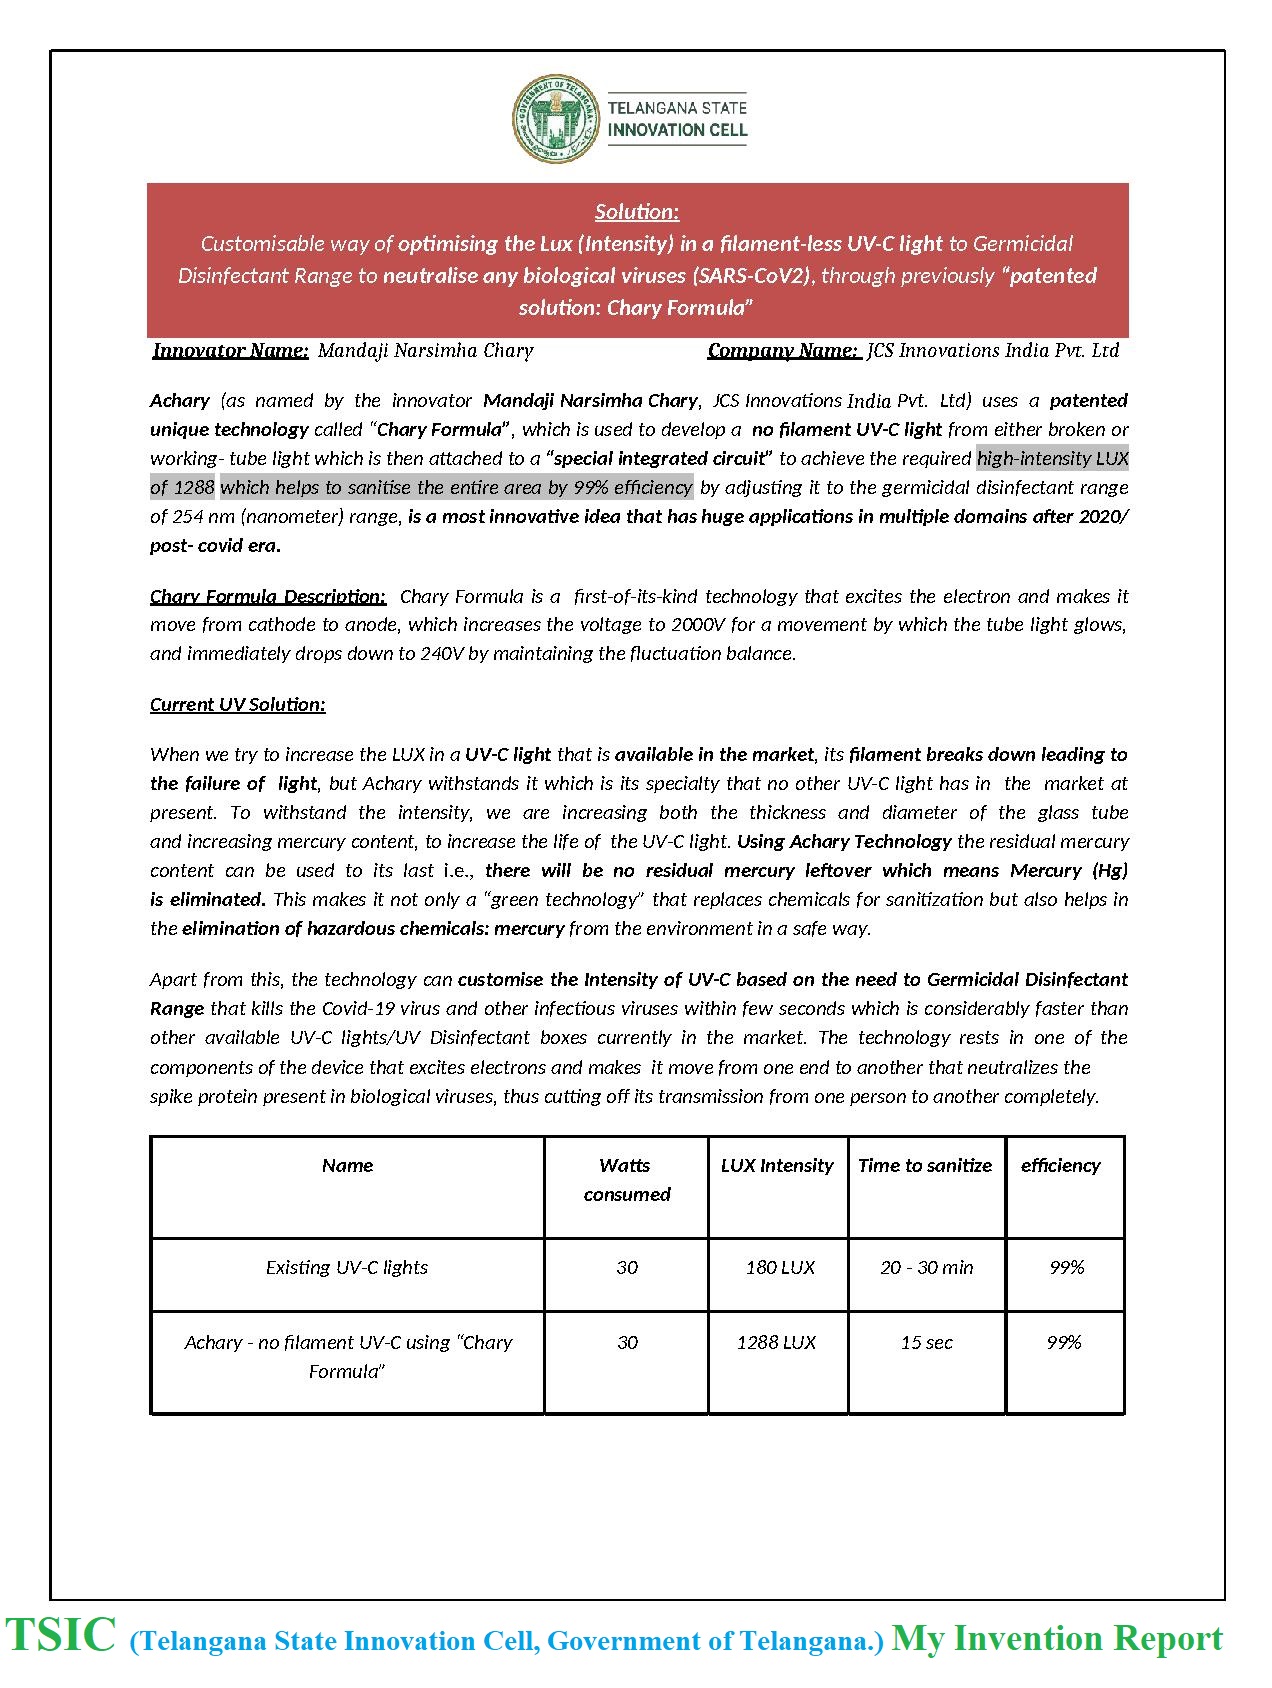 GOVERNMENT OF TELANGANA
TELANGANA STATE
INNOVATION CELL
Solution:
Customisable way of optimising the Lux (Intensity) in a filament-less UV-C light to Germicidal
Disinfectant Range to neutralise any biological viruses (SARS-CoV2), through previously “patented
solution: Chary Formula”
Innovator Name: Mandaji Narsimha Chary Company Name: JCS Innovations India Pvt. Ltd
Achary (as named by the innovator Mandaji Narsimha Chary, JCS Innovations India Pvt. Ltd) uses a patented
unique technology called “Chary Formula”, which is used to develop a no filament UV-C light from either broken or
working- tube light which is then attached to a “special integrated circuit” to achieve the required high-intensity LUX
of 1288 which helps to sanitise the entire area by 99% efficiency by adjusting it to the germicidal disinfectant range
of 254 nm (nanometer) range, is a most innovative idea that has huge applications in multiple domains after 2020/
post- covid era.
Chary Formula Description: Chary Formula is a first-of-its-kind technology that excites the electron and makes it
move from cathode to anode, which increases the voltage to 2000V for a movement by which the tube light glows,
and immediately drops down to 240V by maintaining the fluctuation balance.
Current UV Solution:
When we try to increase the LUX in a UV-C light that is available in the market, its filament breaks down leading to
the failure of light, but Achary withstands it which is its specialty that no other UV-C light has in the market at
present. To withstand the intensity, we are increasing both the thickness and diameter of the glass tube
and increasing mercury content, to increase the life of the UV-C light. Using Achary Technology the residual mercury
content can be used to its last i.e., there will be no residual mercury leftover which means Mercury (Hg)
is eliminated. This makes it not only a “green technology” that replaces chemicals for sanitization but also helps in
the elimination of hazardous chemicals: mercury from the environment in a safe way.
Apart from this, the technology can customise the Intensity of UV-C based on the need to Germicidal Disinfectant
Range that kills the Covid-19 virus and other infectious viruses within few seconds which is considerably faster than
other available UV-C lights/UV Disinfectant boxes currently in the market. The technology rests in one of the
components of the device that excites electrons and makes it move from one end to another that neutralizes the
spike protein present in biological viruses, thus cutting off its transmission from one person to another completely.
Name Watts LUX Intensity Time to sanitize efficiency
consumed
Existing UV-C lights 30 180 LUX 20 - 30 min 99%
Achary - no filament UV-C using “Chary 30 1288 LUX 15 sec 99%
Formula”
TSIC (Telangana State Innovation Cell, Government of Telangana.) My Invention Report